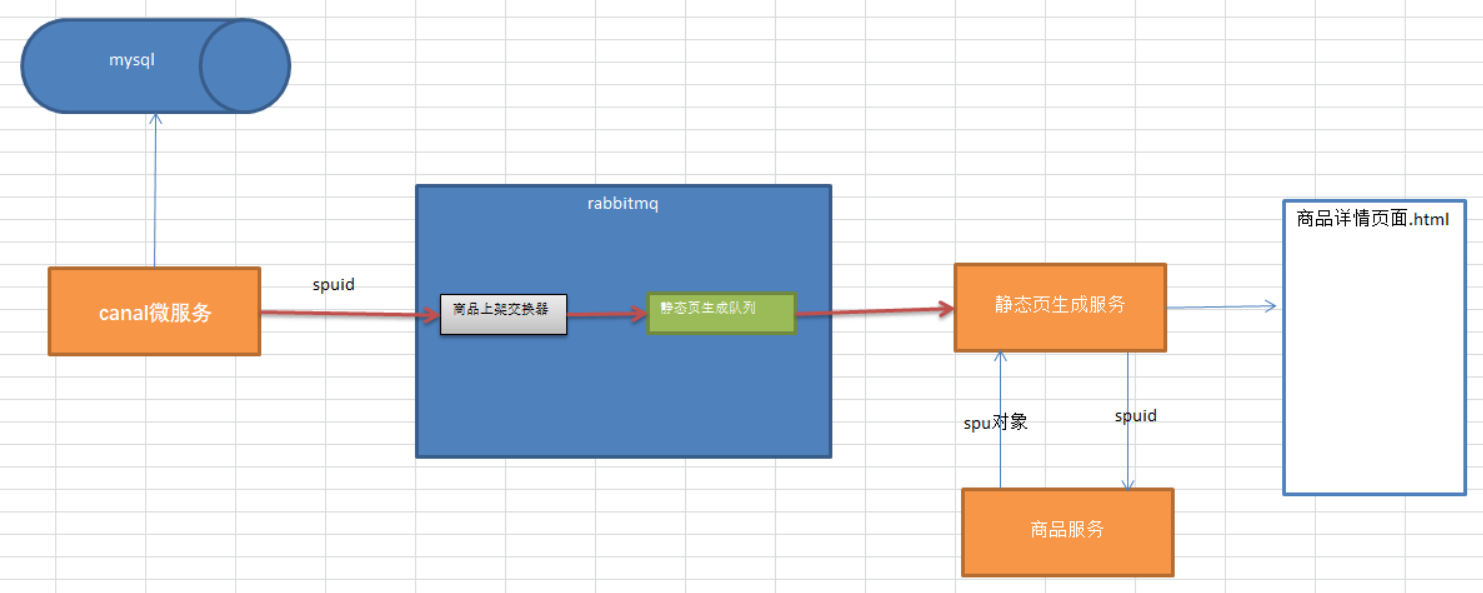 mysql
rabbitmq
商品详情页面.html
canal微服务
spuid
商品上架交换器
静态页生成队列
静态页生成服务
spu对象
spuid
商品服务